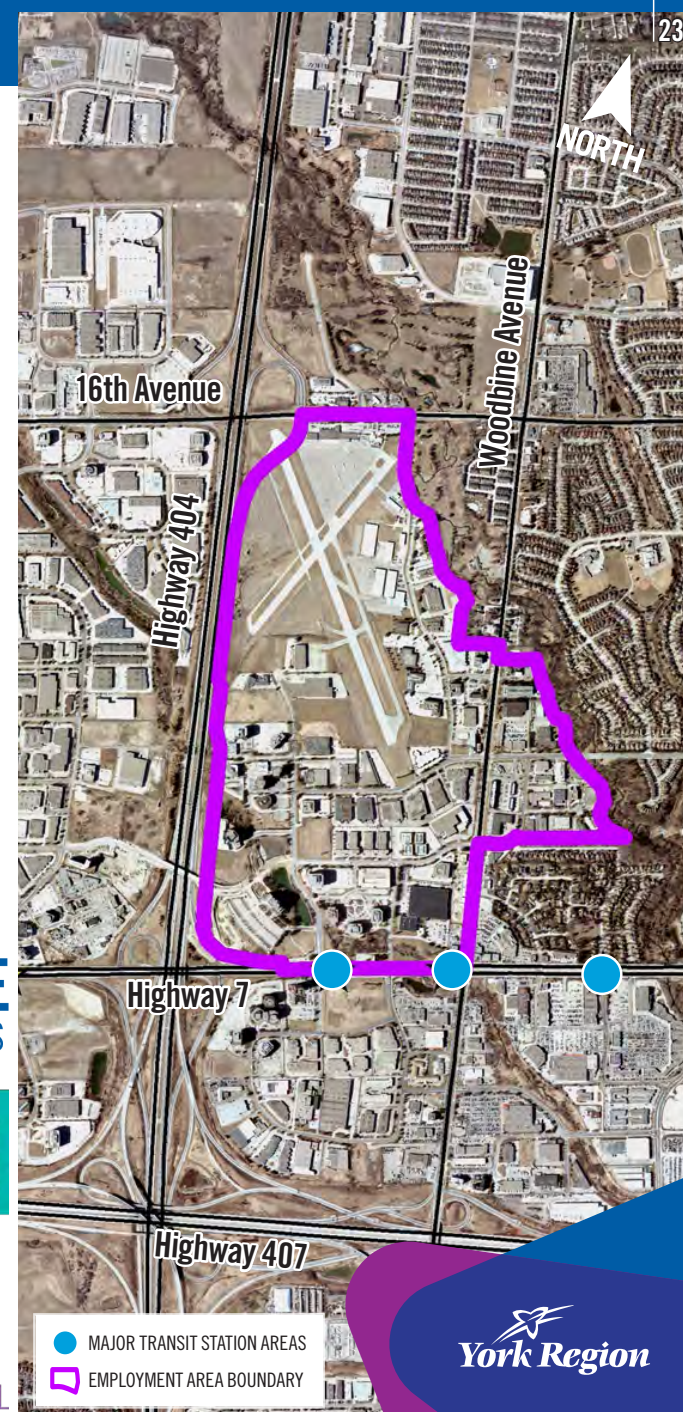 23
NORTH
Woodbine Avenue
16th Avenue
Highway 404
Highway 7
Highway 407
MAJOR TRANSIT STATION AREAS
EMPLOYMENT AREA BOUNDARY
York Region